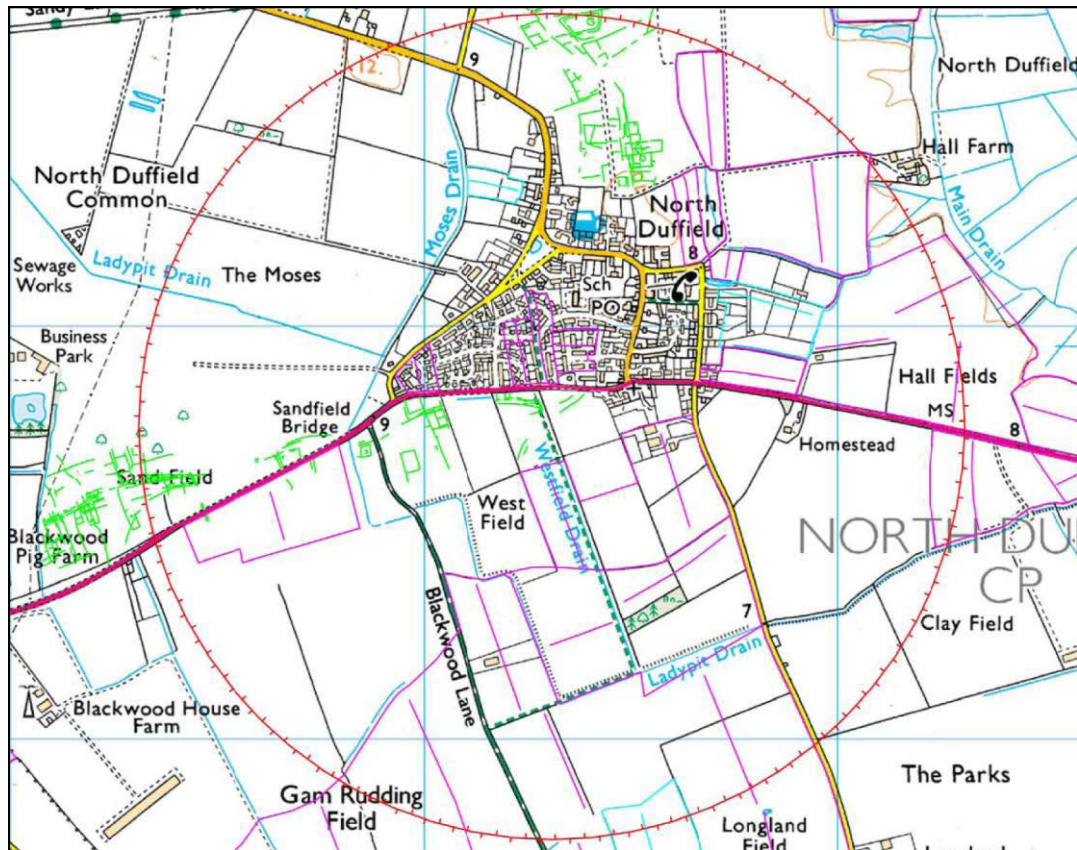 12.
9
North Duffield
Hall Farm
Moses Drain
Main Drain
North Duffield
Common
North
Duffield
8
Sewage
Works
Ladypit Drain
The Moses
Sch
PO
Business
Park
Hall Fields
MS
8
Sandfield
Bridge
9
Homestead
Sand Field
Westfield Drain
West
Field
Blackwood
Pig Farm
NORTH DU
CP
Blackwood Lane
7
Clay Field
Ladypit Drain
Blackwood House
Farm
The Parks
Gam Rudding
Field
Longland
Field